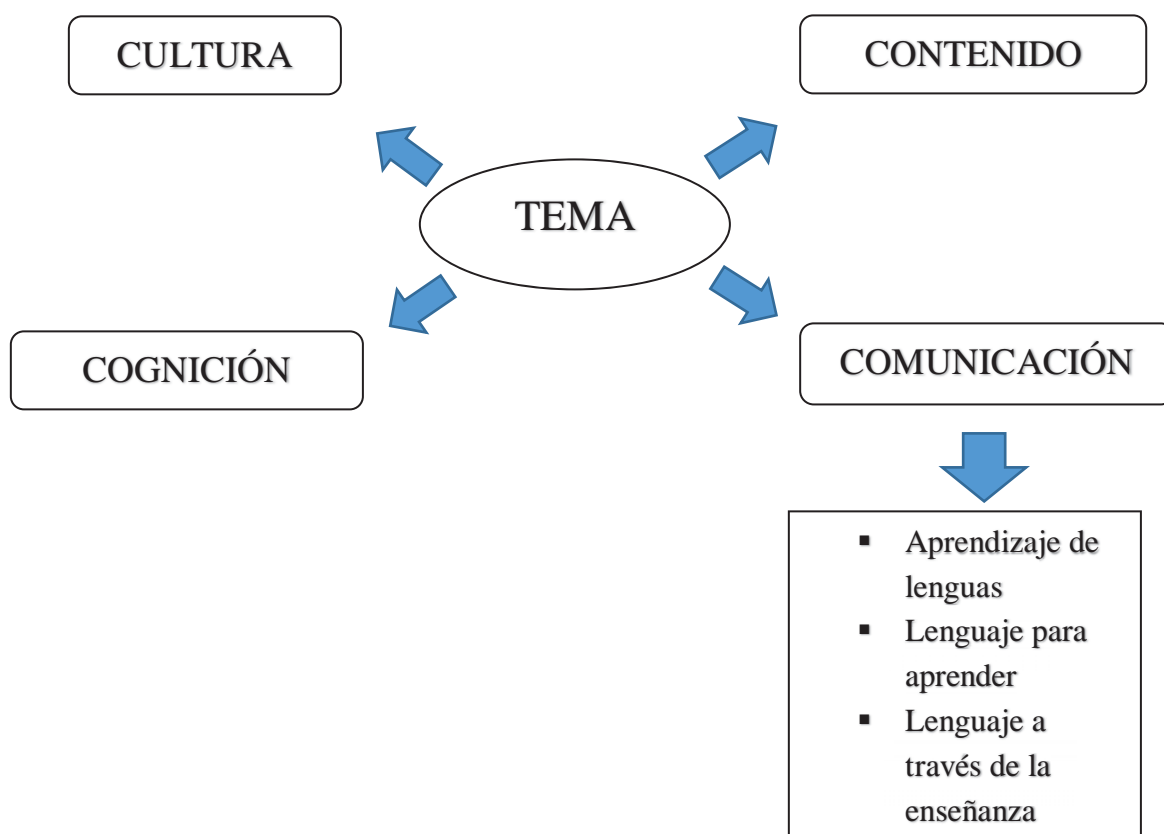 CULTURA
CONTENIDO
TEMA
COGNICIÓN
COMUNICACIÓN
▪ Aprendizaje de
lenguas
▪ Lenguaje para
aprender
▪ Lenguaje a
través de la
enseñanza